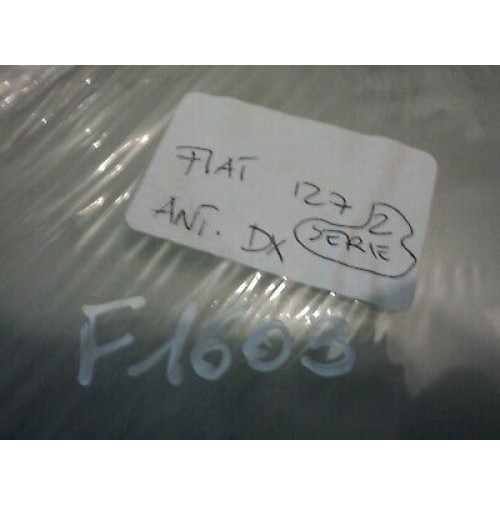 FIAT 127/2
ANT. DX SERIE
F1603